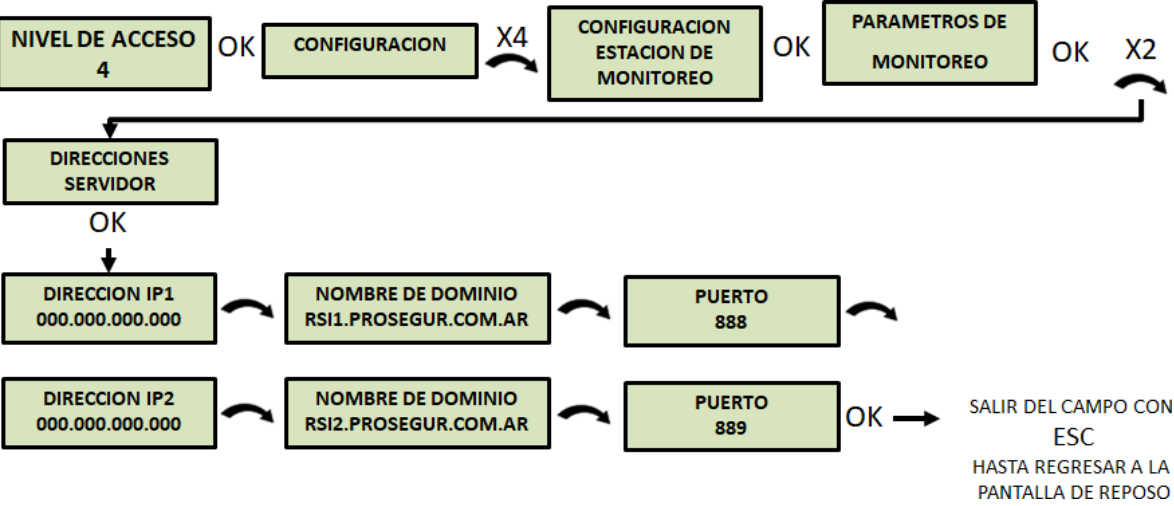 NIVEL DE ACCESO
4
OK
CONFIGURACION
X4
CONFIGURACION
ESTACION DE
MONITOREO
OK
PARAMETROS DE
MONITOREO
OK
X2
DIRECCIONES
SERVIDOR
OK
DIRECCION IP1
000.000.000.000
NOMBRE DE DOMINIO
RSI1.PROSEGUR.COM.AR
PUERTO
888
DIRECCION IP2
000.000.000.000
NOMBRE DE DOMINIO
RSI2.PROSEGUR.COM.AR
PUERTO
889
OK
SALIR DEL CAMPO CON
ESC
HASTA REGRESAR A LA
PANTALLA DE REPOSO